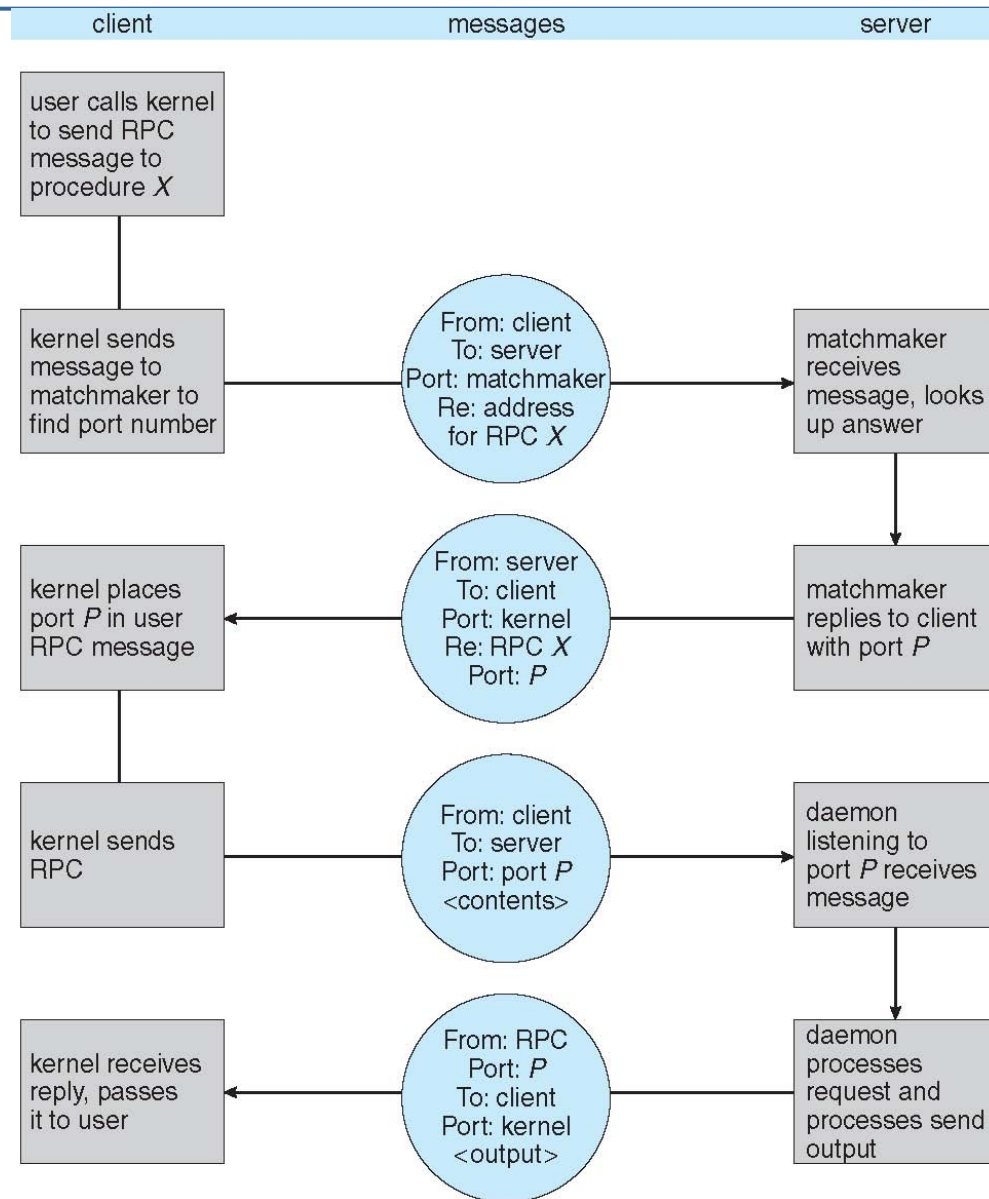 client
messages
server
user calls kernel
to send RPC
message to
procedure X
kernel sends
message to
matchmaker to
find port number
From: client
To: server
Port: matchmaker
Re: address
for RPC X
matchmaker
receives
message, looks
up answer
kernel places
port P in user
RPC message
From: server
To: client
Port: kernel
Re: RPC X
Port: P
matchmaker
replies to client
with port P
kernel sends
RPC
From: client
To: server
Port: port P
<contents>
daemon
listening to
port P receives
message
kernel receives
reply, passes
it to user
From: RPC
Port: P
To: client
Port: kernel
<output>
daemon
processes
request and
processes send
output